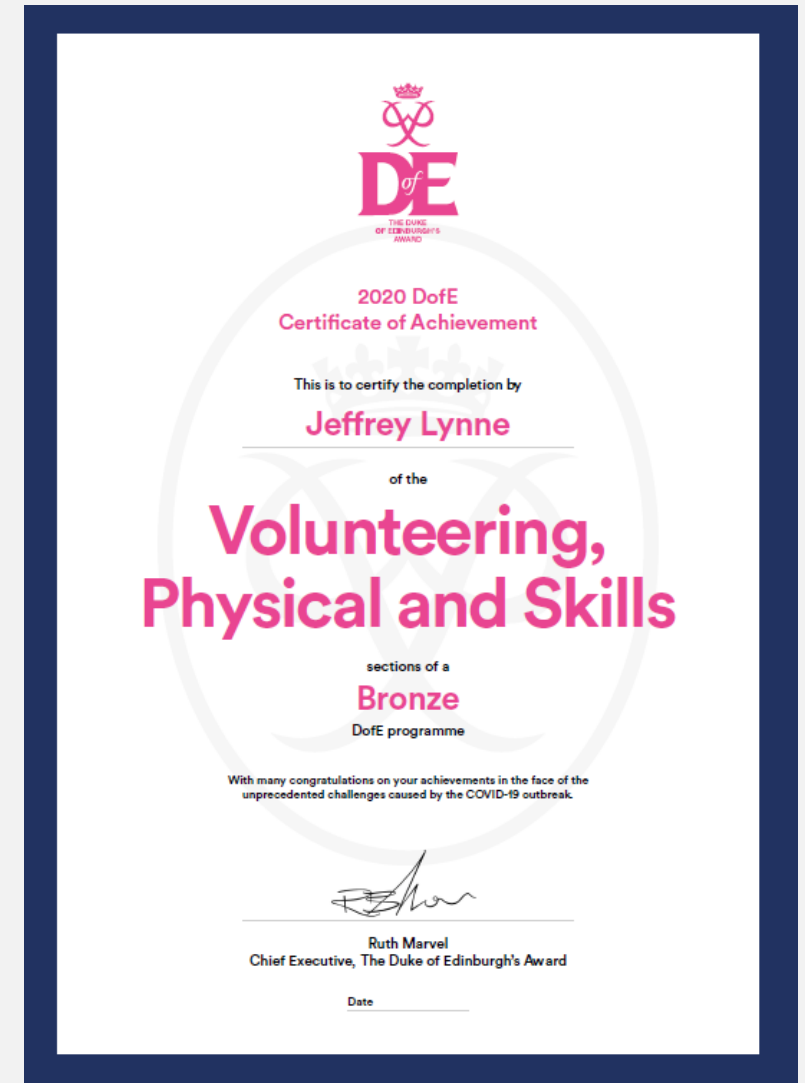 DofE
THE DUKE
OF EDINBURGH'S
AWARD
2020 DofE
Certificate of Achievement
This is to certify the completion by
Jeffrey Lynne
of the
Volunteering,
Physical and Skills
sections of a
Bronze
DofE programme
With many congratulations on your achievements in the face of the
unprecedented challenges caused by the COVID-19 outbreak.
Ruth Marvel
Chief Executive, The Duke of Edinburgh's Award
Date